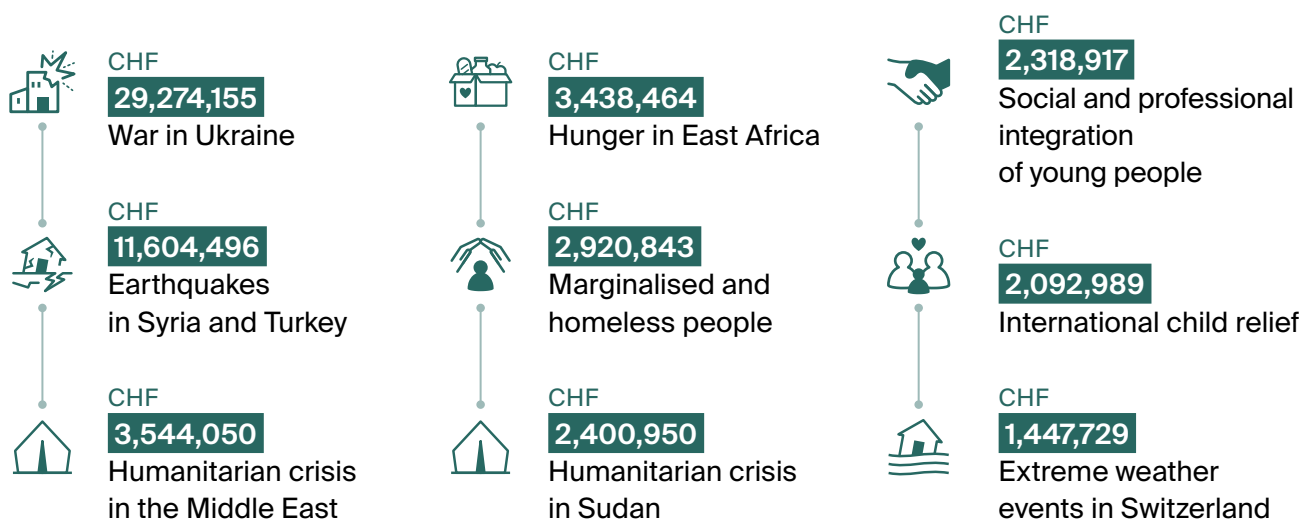 CHF
29,274,155
War in Ukraine
CHF
11,604,496
Earthquakes
in Syria and Turkey
CHF
3,544,050
Humanitarian crisis
in the Middle East
CHF
3,438,464
Hunger in East Africa
CHF
2,920,843
Marginalised and
homeless people
CHF
2,400,950
Humanitarian crisis
in Sudan
CHF
2,318,917
Social and professional
integration
of young people
CHF
2,092,989
International child relief
CHF
1,447,729
Extreme weather
events in Switzerland